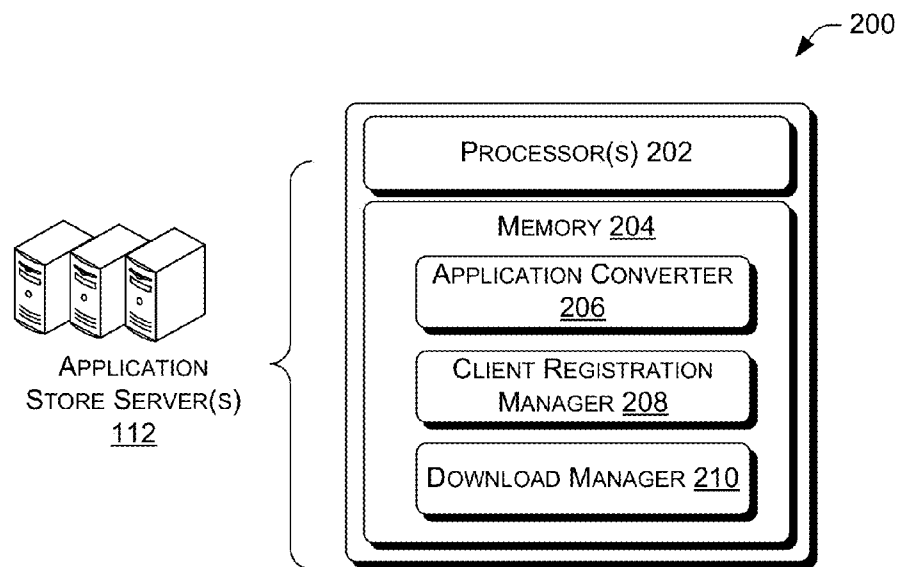 200
PROCESSOR(S) 202
MEMORY 204
APPLICATION CONVERTER
206
CLIENT REGISTRATION
MANAGER 208
DOWNLOAD MANAGER 210
APPLICATION
STORE SERVER(S)
112